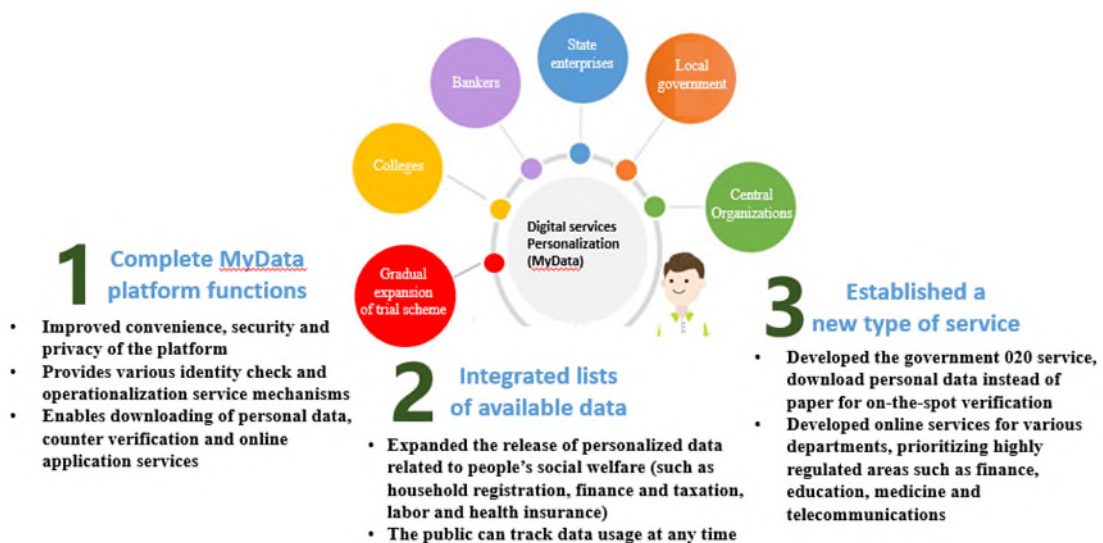 State
enterprises
Bankers
Local
government
Colleges
Central
Organizations
Digital services
Personalization
(MyData)
Gradual
expansion
of trial scheme
1 Complete MyData
platform functions
• Improved convenience, security and
privacy of the platform
• Provides various identity check and
operationalization service mechanisms
• Enables downloading of personal data,
counter verification and online
application services
2 Integrated lists
of available data
• Expanded the release of personalized data
related to people's social welfare (such as
household registration, finance and taxation,
labor and health insurance)
• The public can track data usage at any time
3 Established a
new type of service
• Developed the government 020 service,
download personal data instead of
paper for on-the-spot verification
• Developed online services for various
departments, prioritizing highly
regulated areas such as finance,
education, medicine and
telecommunications